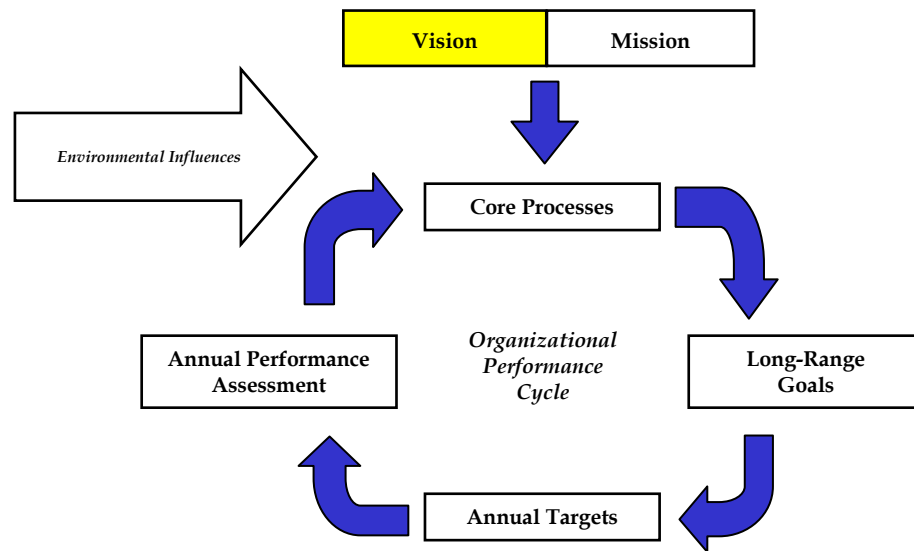 Vision
Mission
Environmental Influences
Core Processes
Annual Performance
Assessment
Organizational
Performance
Cycle
Long-Range
Goals
Annual Targets